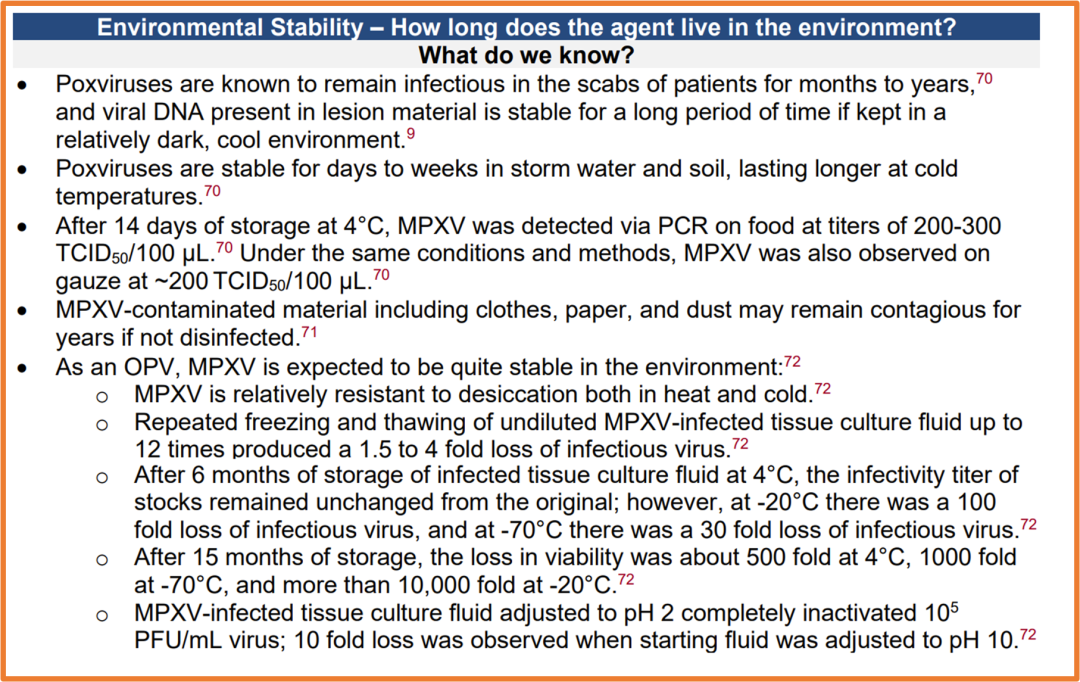 Environmental Stability – How long does the agent live in the environment?
What do we know?
• Poxviruses are known to remain infectious in the scabs of patients for months to years,70
and viral DNA present in lesion material is stable for a long period of time if kept in a
relatively dark, cool environment.9
• Poxviruses are stable for days to weeks in storm water and soil, lasting longer at cold
temperatures.70
• After 14 days of storage at 4°C, MPXV was detected via PCR on food at titers of 200-300
TCID50/100 µL.70 Under the same conditions and methods, MPXV was also observed on
gauze at ~200 TCID50/100 µL.70
• MPXV-contaminated material including clothes, paper, and dust may remain contagious for
years if not disinfected.71
• As an OPV, MPXV is expected to be quite stable in the environment:72
o MPXV is relatively resistant to desiccation both in heat and cold.72
o Repeated freezing and thawing of undiluted MPXV-infected tissue culture fluid up to
12 times produced a 1.5 to 4 fold loss of infectious virus.72
o After 6 months of storage of infected tissue culture fluid at 4°C, the infectivity titer of
stocks remained unchanged from the original; however, at -20°C there was a 100
fold loss of infectious virus, and at -70°C there was a 30 fold loss of infectious virus.72
o After 15 months of storage, the loss in viability was about 500 fold at 4°C, 1000 fold
at -70°C, and more than 10,000 fold at -20°C.72
o MPXV-infected tissue culture fluid adjusted to pH 2 completely inactivated 10⁵
PFU/mL virus; 10 fold loss was observed when starting fluid was adjusted to pH 10.72